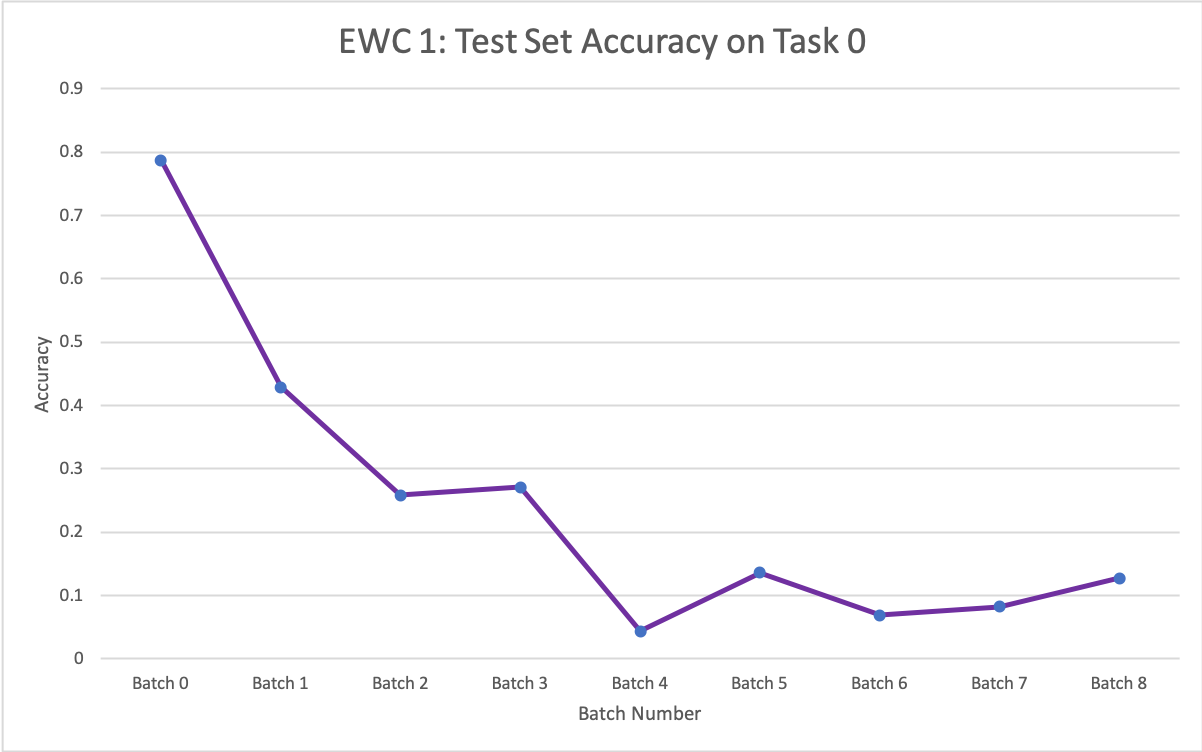 EWC 1: Test Set Accuracy on Task 0
0.9
0.8
0.7
0.6
0.5
0.4
0.3
0.2
0.1
0
Accuracy
Batch 0 Batch 1 Batch 2 Batch 3 Batch 4 Batch 5 Batch 6 Batch 7 Batch 8
Batch Number